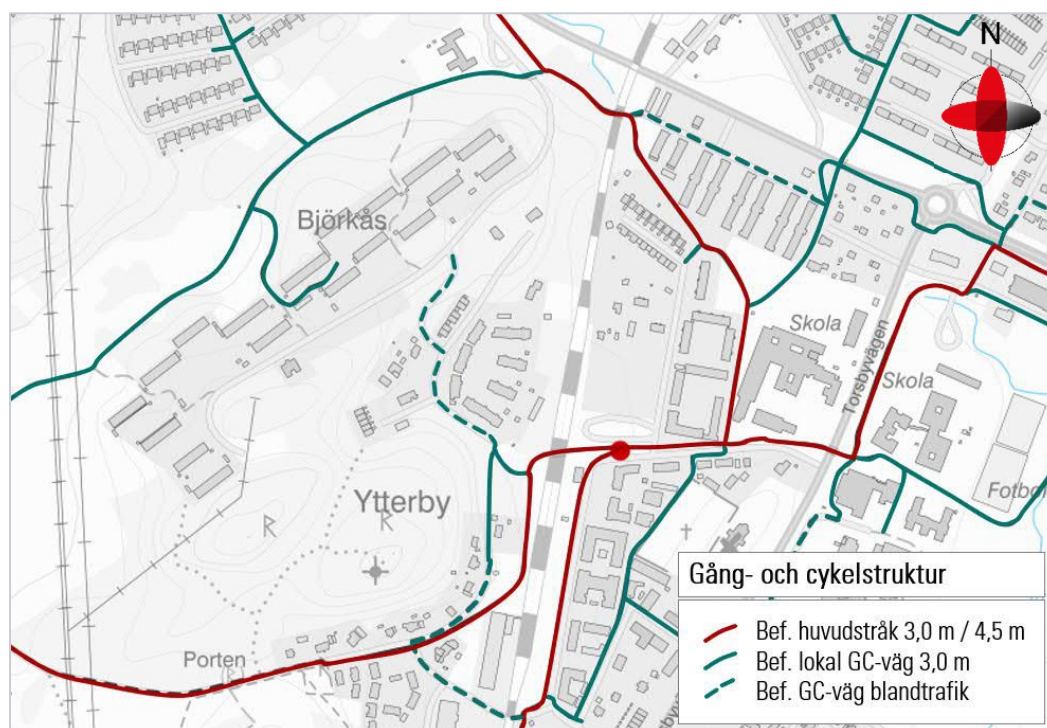 N
Björkås
Skola
Torsbyvägen
Skola
Ytterby
Fotbol
Porten
Gång- och cykelstruktur
Bef. huvudstråk 3,0 m / 4,5 m
Bef. lokal GC-väg 3,0 m
Bef. GC-väg blandtrafik